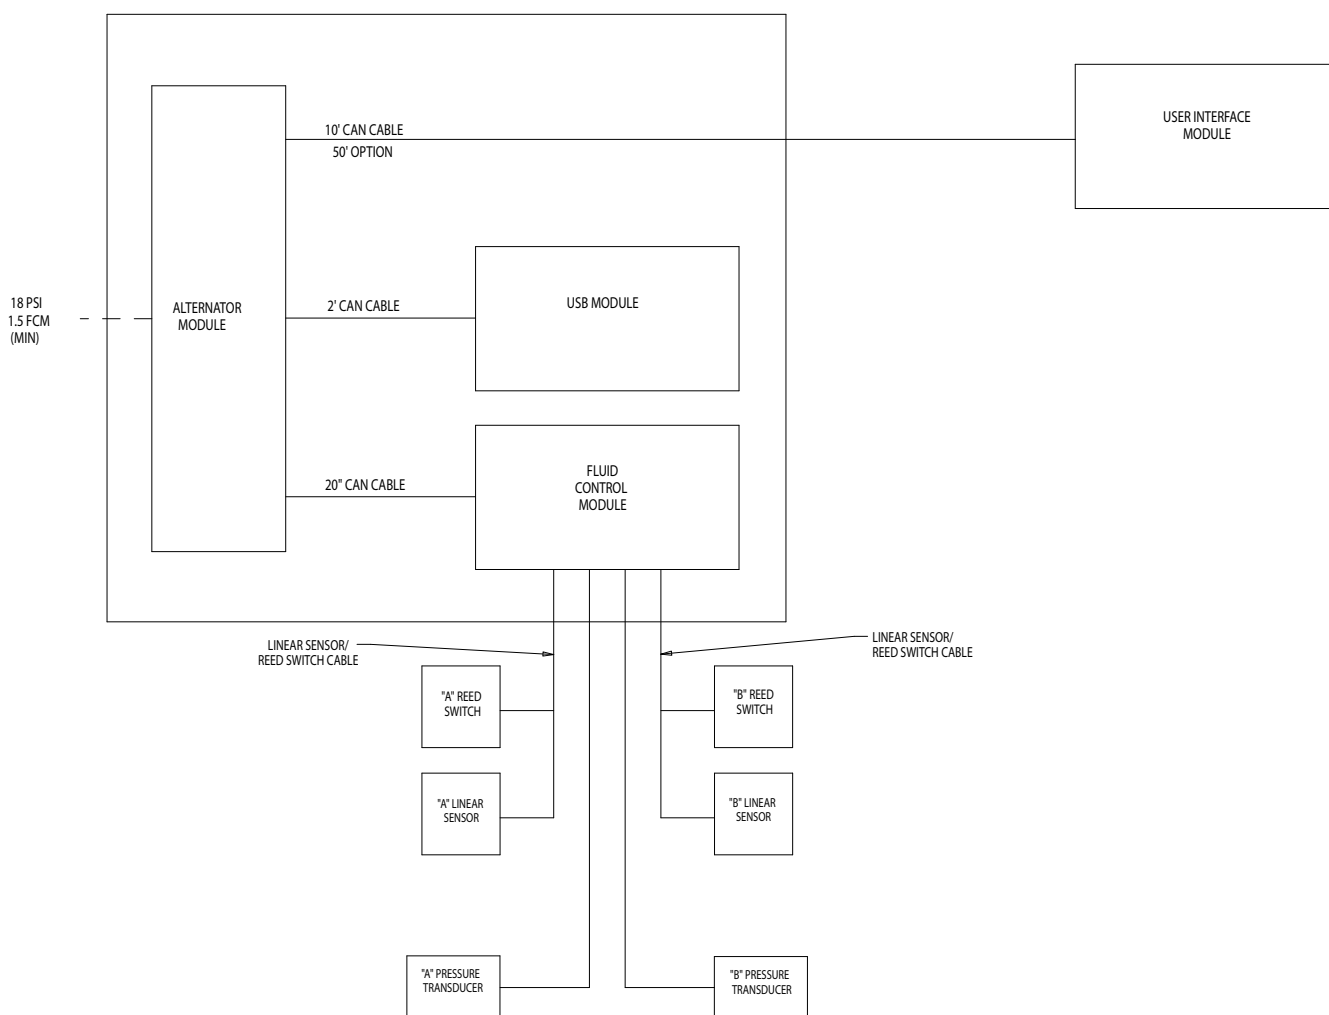 10' CAN CABLE
50' OPTION
USER INTERFACE
MODULE
18 PSI
1.5 FCM
(MIN)
ALTERNATOR
MODULE
2' CAN CABLE
USB MODULE
20" CAN CABLE
FLUID
CONTROL
MODULE
LINEAR SENSOR/
REED SWITCH CABLE
LINEAR SENSOR/
REED SWITCH CABLE
"A" REED
SWITCH
"B" REED
SWITCH
"A" LINEAR
SENSOR
"B" LINEAR
SENSOR
"A" PRESSURE
TRANSDUCER
"B" PRESSURE
TRANSDUCER